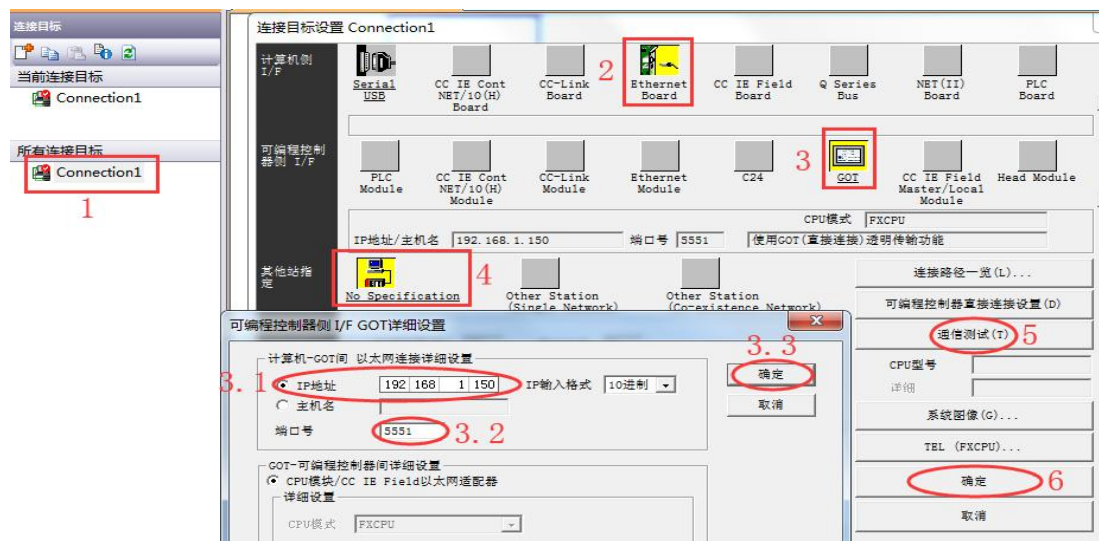 连接目标
当前连接目标
Connection1
所有连接目标
Connection1
1
连接目标设置 Connection1
计算机侧
I/F
Serial
USB
CC IE Cont
NET/10(H)
Board
CC-Link
Board
2
Ethernet
Board
CC IE Field
Board
Q Series
Bus
NET(II)
Board
PLC
Board
可编程控制
器侧 I/F
PLC
Module
CC IE Cont
NET/10(H)
Module
CC-Link
Module
Ethernet
Module
C24
3
GOT
CC IE Field
Master/Local
Module
Head Module
CPU模式 FXCPU
IP地址/主机名 192.168.1.150 端口号 5551 使用GOT(直接连接)透明传输功能
其他站指
定
No Specification
4
Other Station
(Single Network)
Other Station
(Co-existence Network)
连接路径一览(L)...
可编程控制器直接连接设置(D)
通信测试(T) 5
CPU型号
详细
系统图像(G)...
TEL (FXCPU)...
确定 6
取消
可编程控制器侧 I/F GOT详细设置
计算机-GOT间 以太网连接详细设置
3.1 IP地址 192 168 1 150 IP输入格式 10进制
主机名
端口号 5551 3.2
3.3
确定
取消
GOT-可编程控制器间详细设置
CPU模块/CC IE Field以太网适配器
详细设置
CPU模式 FXCPU